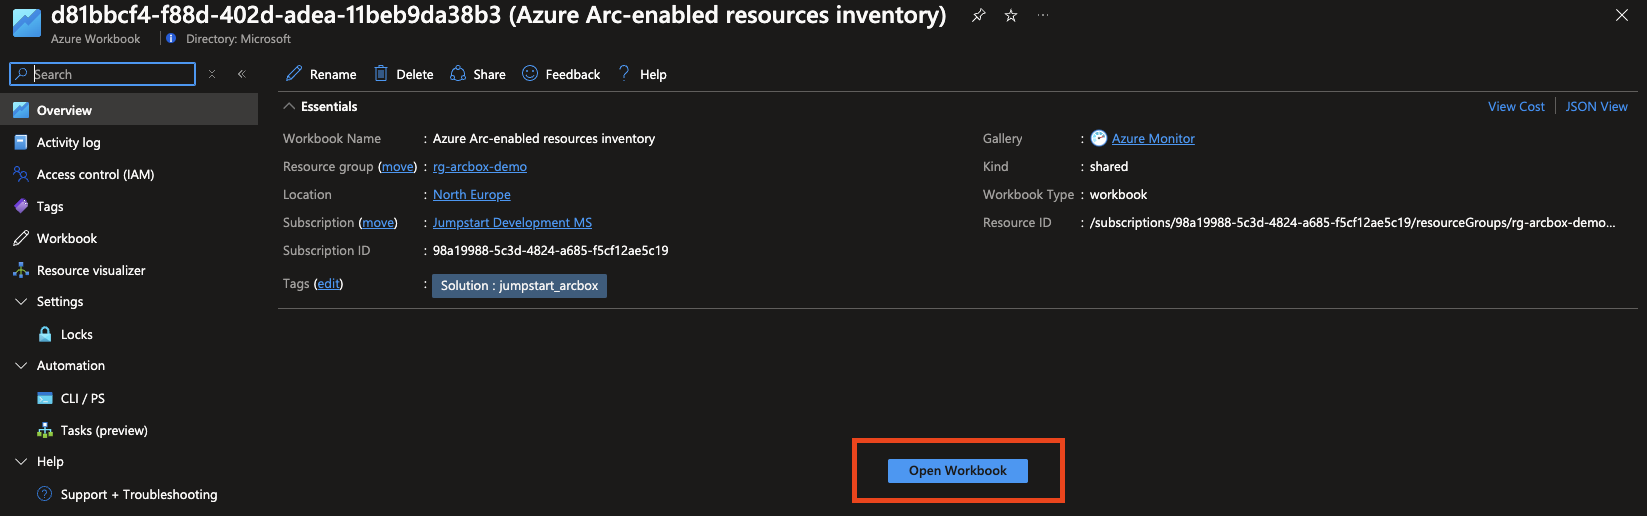 d81bbcf4-f88d-402d-adea-11beb9da38b3 (Azure Arc-enabled resources inventory)
Azure Workbook
Directory: Microsoft
Search
Rename
Delete
Share
Feedback
Help
Overview
Activity log
Access control (IAM)
Tags
Workbook
Resource visualizer
Settings
Locks
Automation
CLI / PS
Tasks (preview)
Help
Support + Troubleshooting
Essentials
View Cost
JSON View
Workbook Name : Azure Arc-enabled resources inventory
Resource group (move) : rg-arcbox-demo
Location : North Europe
Subscription (move) : Jumpstart Development MS
Subscription ID : 98a19988-5c3d-4824-a685-f5cf12ae5c19
Tags (edit) : Solution : jumpstart_arcbox
Gallery : Azure Monitor
Kind : shared
Workbook Type : workbook
Resource ID : /subscriptions/98a19988-5c3d-4824-a685-f5cf12ae5c19/resourceGroups/rg-arcbox-demo...
Open Workbook